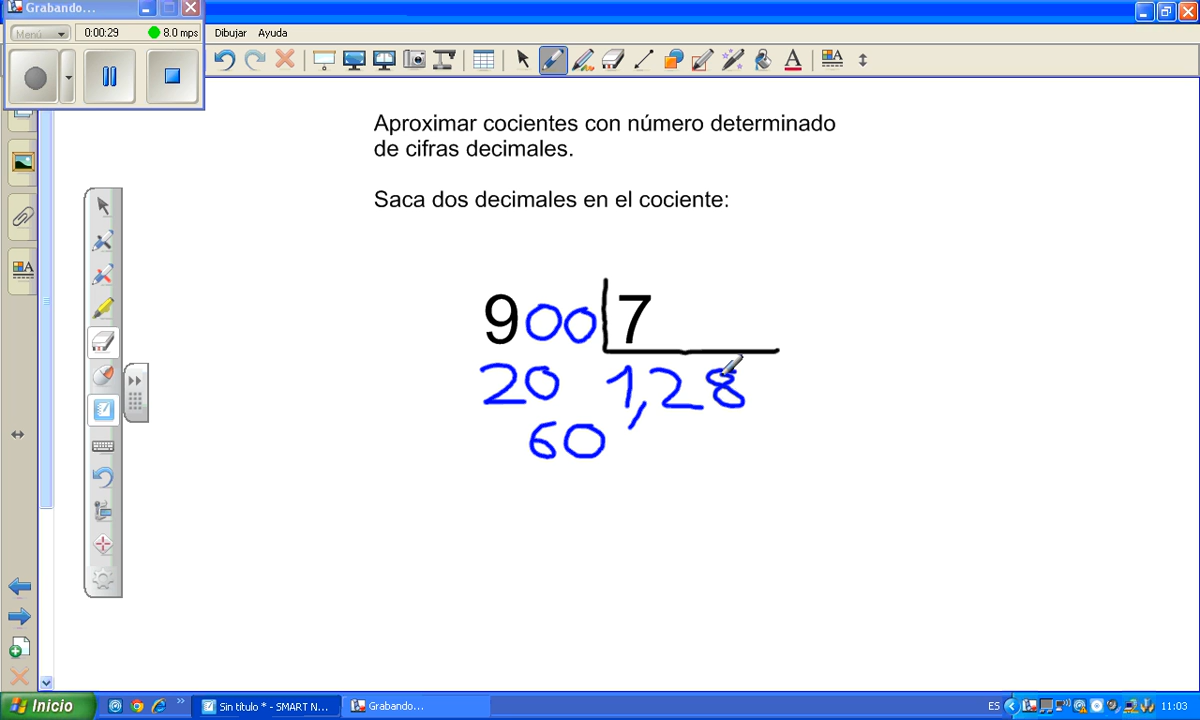 Grabando...
Menú 0:00:29 8.0 mps Dibujar Ayuda
Aproximar cocientes con número determinado
de cifras decimales.
Saca dos decimales en el cociente:
900 7
20 1,28
60
Inicio » Sin título * - SMART N... Grabando... ES 11:03